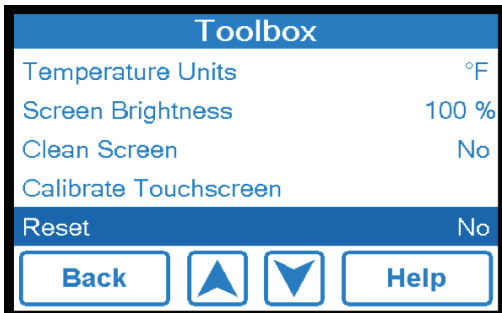 Toolbox
Temperature Units °F
Screen Brightness 100 %
Clean Screen No
Calibrate Touchscreen
Reset No
Back Help